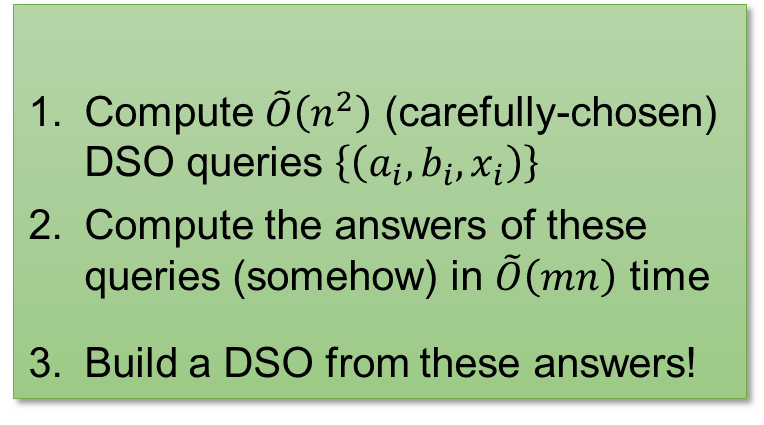 1. Compute Õ(n²) (carefully-chosen)
DSO queries {(aᵢ, bᵢ, xᵢ)}
2. Compute the answers of these
queries (somehow) in Õ(mn) time
3. Build a DSO from these answers!